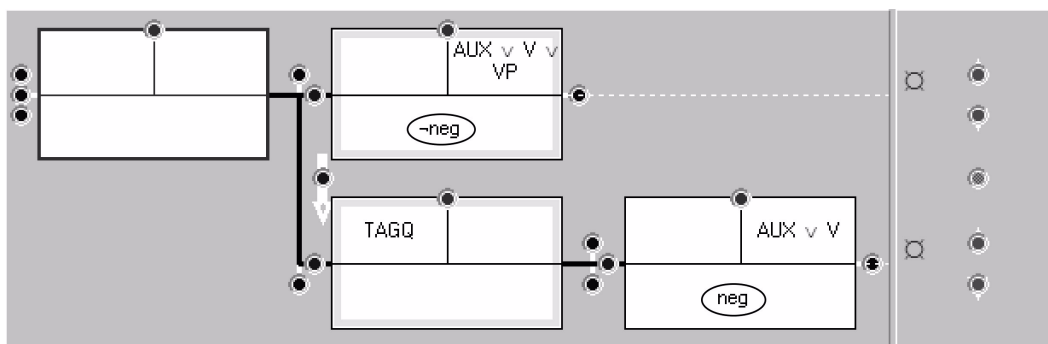 AUX ∨ V ∨
VP
¬neg
TAGQ
AUX ∨ V
neg